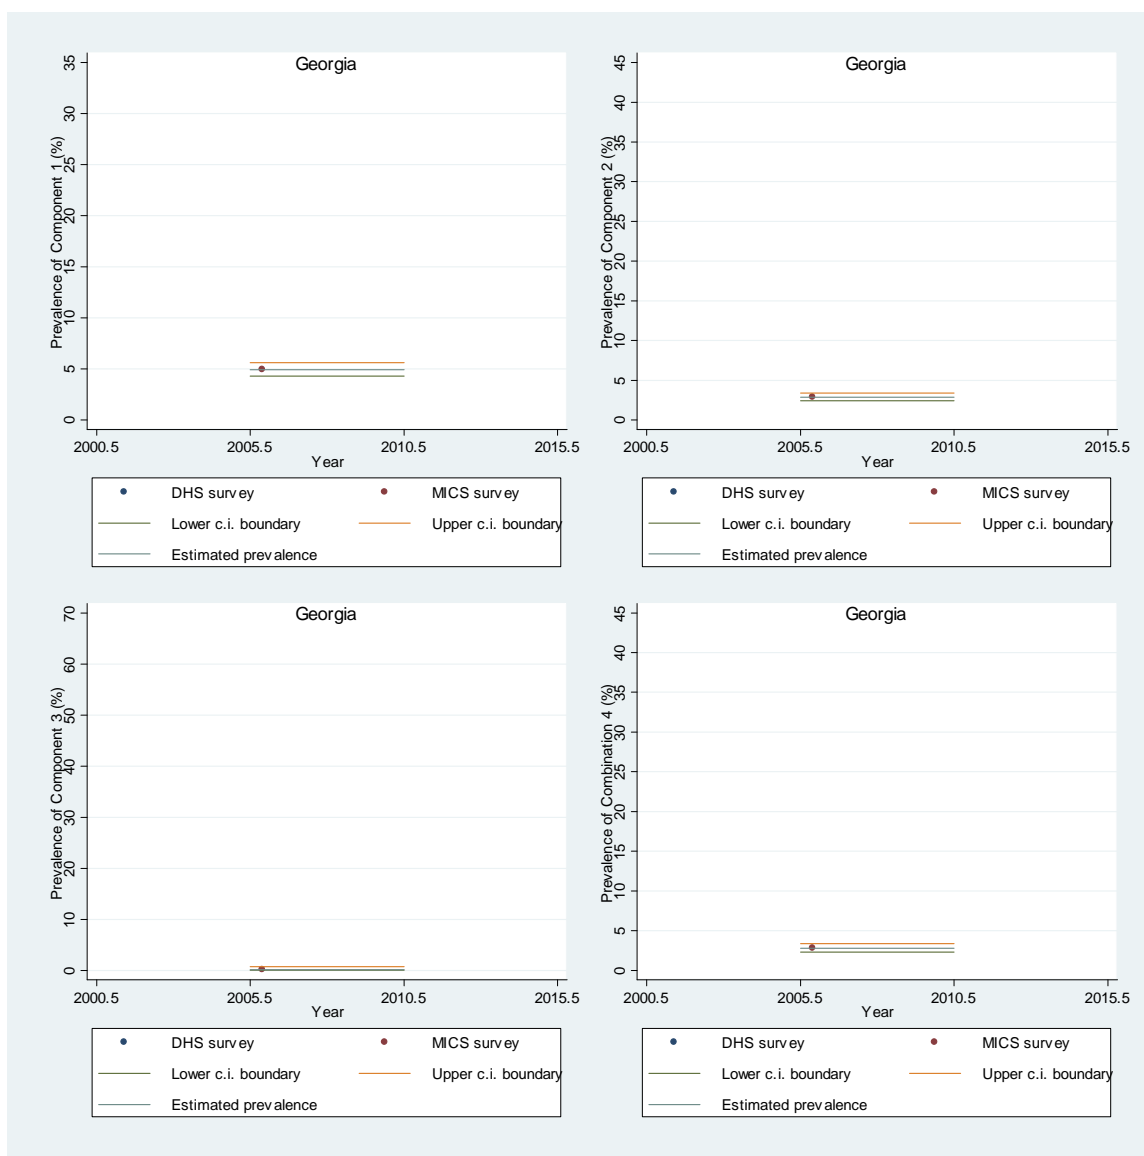 Georgia
Prevalence of Component 1 (%)
35
30
25
20
15
10
5
0
2000.5 2005.5 2010.5 2015.5
Year
DHS survey MICS survey
Lower c.i. boundary Upper c.i. boundary
Estimated prevalence
Georgia
Prevalence of Component 2 (%)
45
40
35
30
25
20
15
10
5
0
2000.5 2005.5 2010.5 2015.5
Year
DHS survey MICS survey
Lower c.i. boundary Upper c.i. boundary
Estimated prevalence
Georgia
Prevalence of Component 3 (%)
70
60
50
40
30
20
10
0
2000.5 2005.5 2010.5 2015.5
Year
DHS survey MICS survey
Lower c.i. boundary Upper c.i. boundary
Estimated prevalence
Georgia
Prevalence of Combination 4 (%)
45
40
35
30
25
20
15
10
5
0
2000.5 2005.5 2010.5 2015.5
Year
DHS survey MICS survey
Lower c.i. boundary Upper c.i. boundary
Estimated prevalence